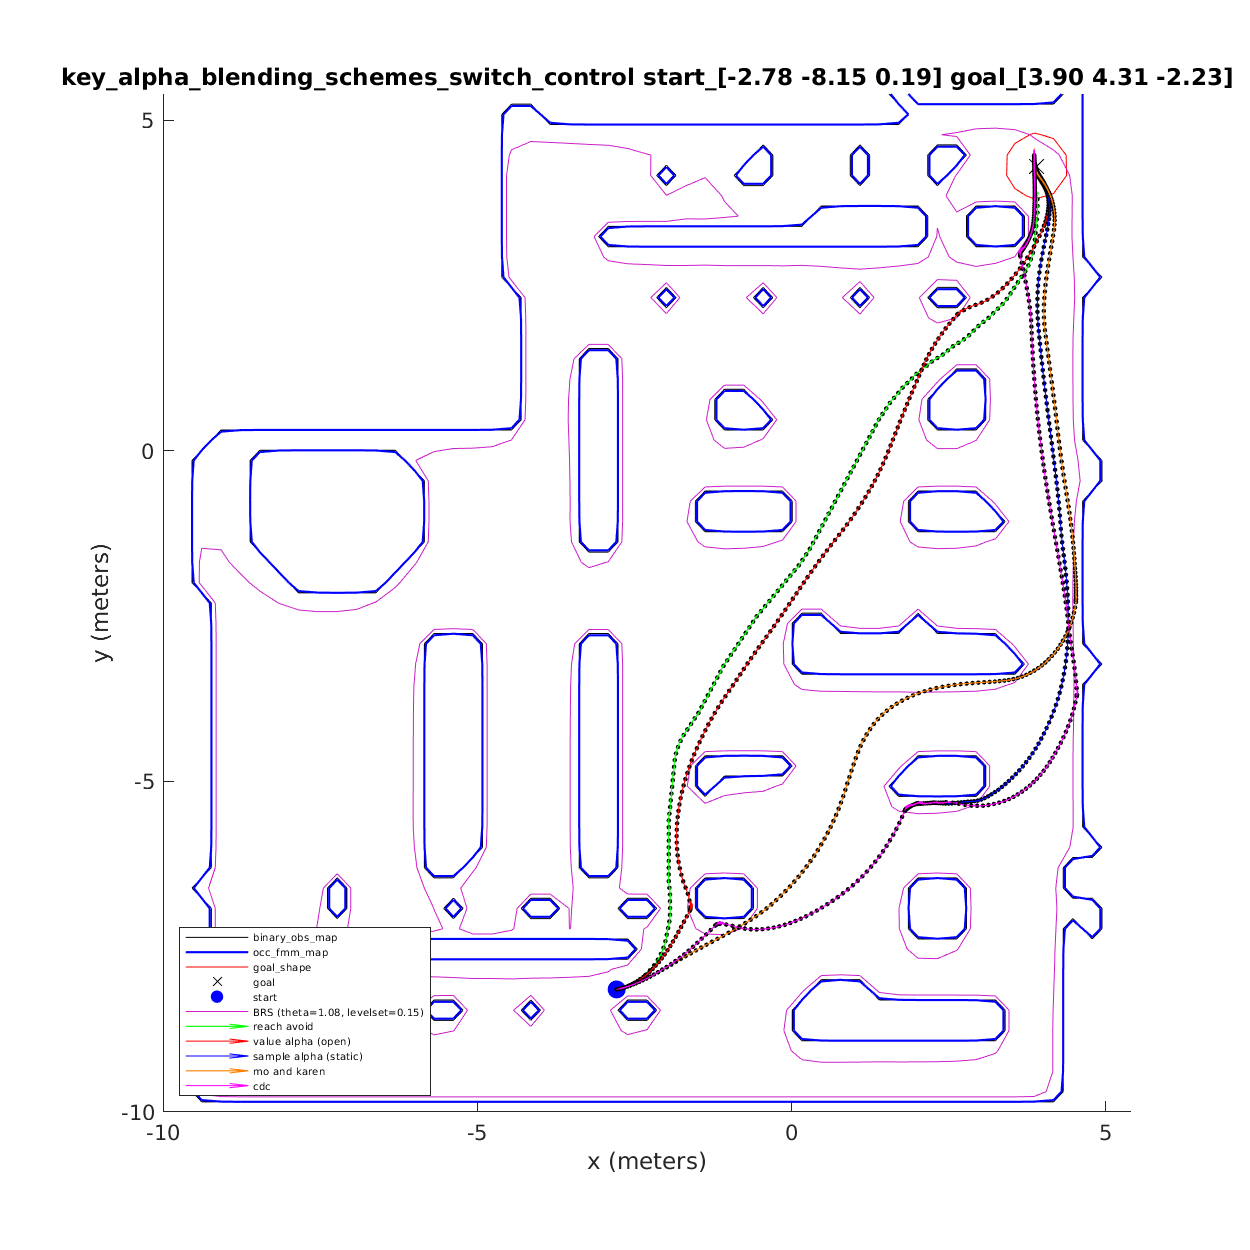 key_alpha_blending_schemes_switch_control start_[-2.78 -8.15 0.19] goal_[3.90 4.31 -2.23]
5
0
-5
-10
y (meters)
binary_obs_map
occ_fmm_map
goal_shape
goal
start
BRS (theta=1.08, levelset=0.15)
reach avoid
value alpha (open)
sample alpha (static)
mo and karen
cdc
-10
-5
0
5
x (meters)